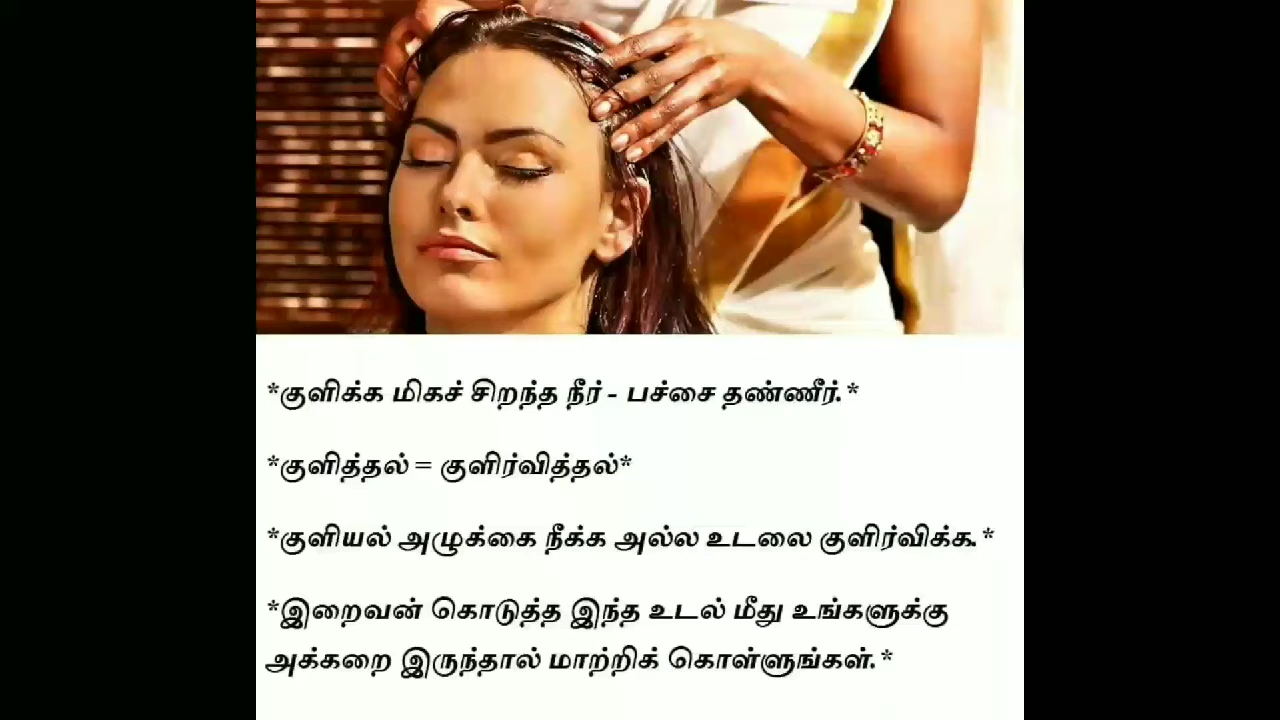 *குளிக்க மிகச் சிறந்த நீர் - பச்சை தண்ணீர்.*
*குளித்தல் = குளிர்வித்தல்*
*குளியல் அழுக்கை நீக்க அல்ல உடலை குளிர்விக்க.*
*இறைவன் கொடுத்த இந்த உடல் மீது உங்களுக்கு
அக்கறை இருந்தால் மாற்றிக் கொள்ளுங்கள்.*